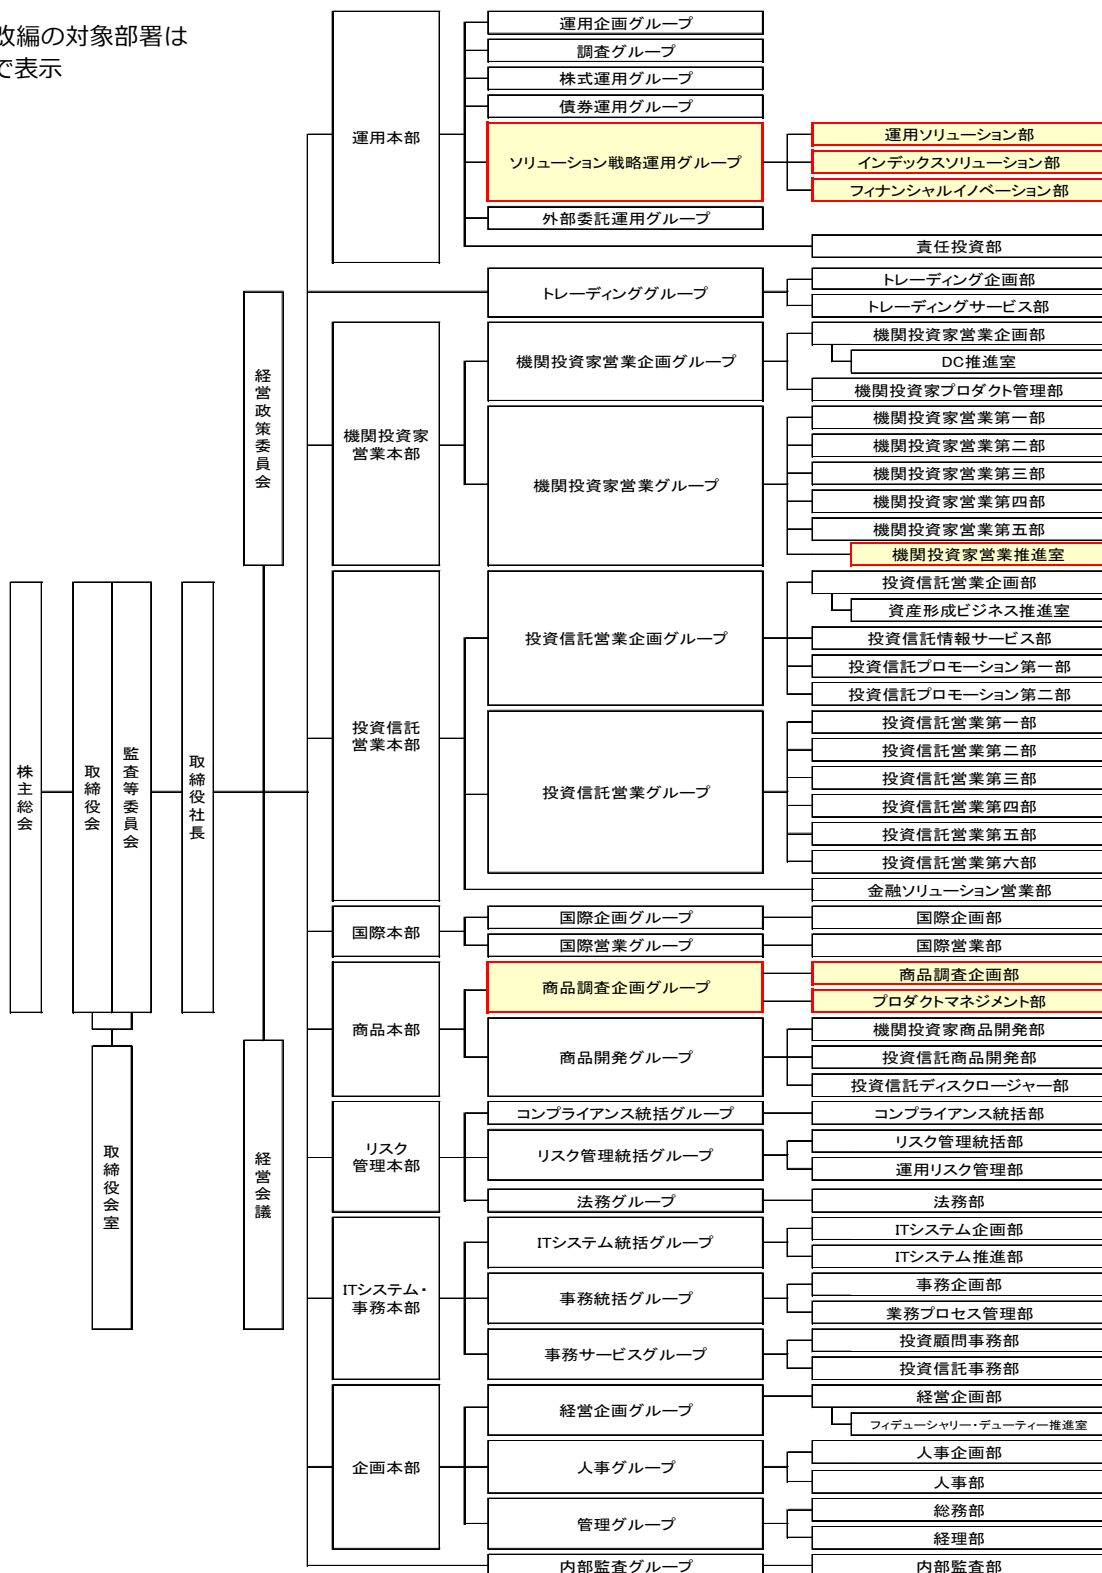 改編の対象部署は
で表示
株主総会
取締役会
監査等委員会
取締役会室
取締役社長
経営政策委員会
経営会議
運用本部
運用企画グループ
調査グループ
株式運用グループ
債券運用グループ
ソリューション戦略運用グループ
運用ソリューション部
インデックスソリューション部
フィナンシャルイノベーション部
外部委託運用グループ
責任投資部
トレーディンググループ
トレーディング企画部
トレーディングサービス部
機関投資家
営業本部
機関投資家営業企画グループ
機関投資家営業企画部
DC推進室
機関投資家プロダクト管理部
機関投資家営業グループ
機関投資家営業第一部
機関投資家営業第二部
機関投資家営業第三部
機関投資家営業第四部
機関投資家営業第五部
機関投資家営業推進室
投資信託
営業本部
投資信託営業企画グループ
投資信託営業企画部
資産形成ビジネス推進室
投資信託情報サービス部
投資信託プロモーション第一部
投資信託プロモーション第二部
投資信託営業グループ
投資信託営業第一部
投資信託営業第二部
投資信託営業第三部
投資信託営業第四部
投資信託営業第五部
投資信託営業第六部
金融ソリューション営業部
国際本部
国際企画グループ
国際企画部
国際営業グループ
国際営業部
商品本部
商品調査企画グループ
商品調査企画部
プロダクトマネジメント部
商品開発グループ
機関投資家商品開発部
投資信託商品開発部
投資信託ディスクロージャー部
リスク
管理本部
コンプライアンス統括グループ
コンプライアンス統括部
リスク管理統括グループ
リスク管理統括部
運用リスク管理部
法務グループ
法務部
ITシステム・
事務本部
ITシステム統括グループ
ITシステム企画部
ITシステム推進部
事務統括グループ
事務企画部
業務プロセス管理部
事務サービスグループ
投資顧問事務部
投資信託事務部
企画本部
経営企画グループ
経営企画部
フィデューシャリー・デューティー推進室
人事グループ
人事企画部
人事部
管理グループ
総務部
経理部
内部監査グループ
内部監査部